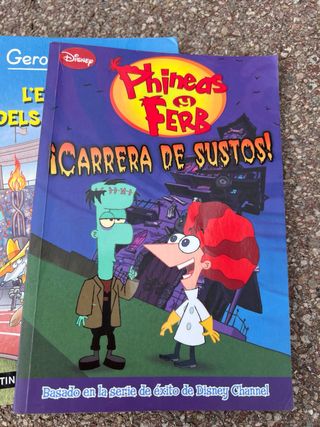 Disney
Phineas
y
FERB
¡CARRERA DE SUSTOS!
Basado en la serie de éxito de Disney Channel
Gero
L'E
DELS
TIN